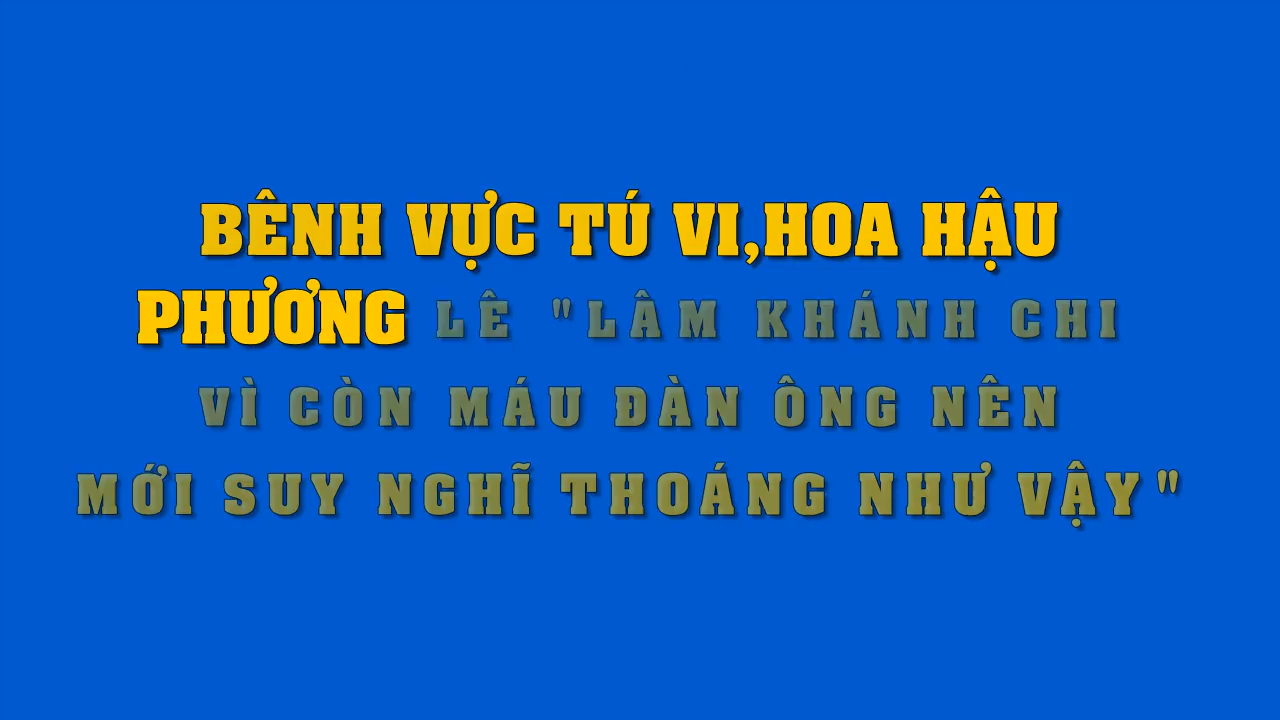 BÊNH VỰC TÚ VI,HOA HẬU
PHƯƠNG LÊ "LÂM KHÁNH CHI
VÌ CÒN MÁU ĐÀN ÔNG NÊN
MỚI SUY NGHĨ THOÁNG NHƯ VẬY"